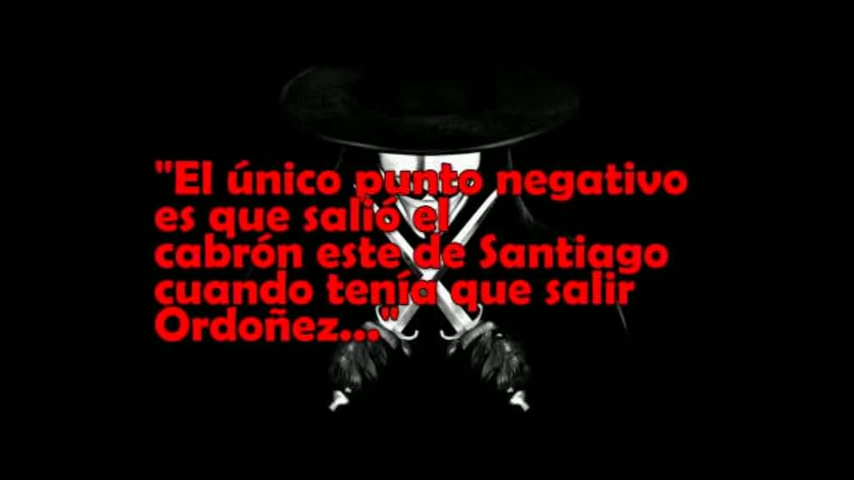 "El único punto negativo
es que salió el
cabrón este de Santiago
cuando tenía que salir
Ordoñez..."